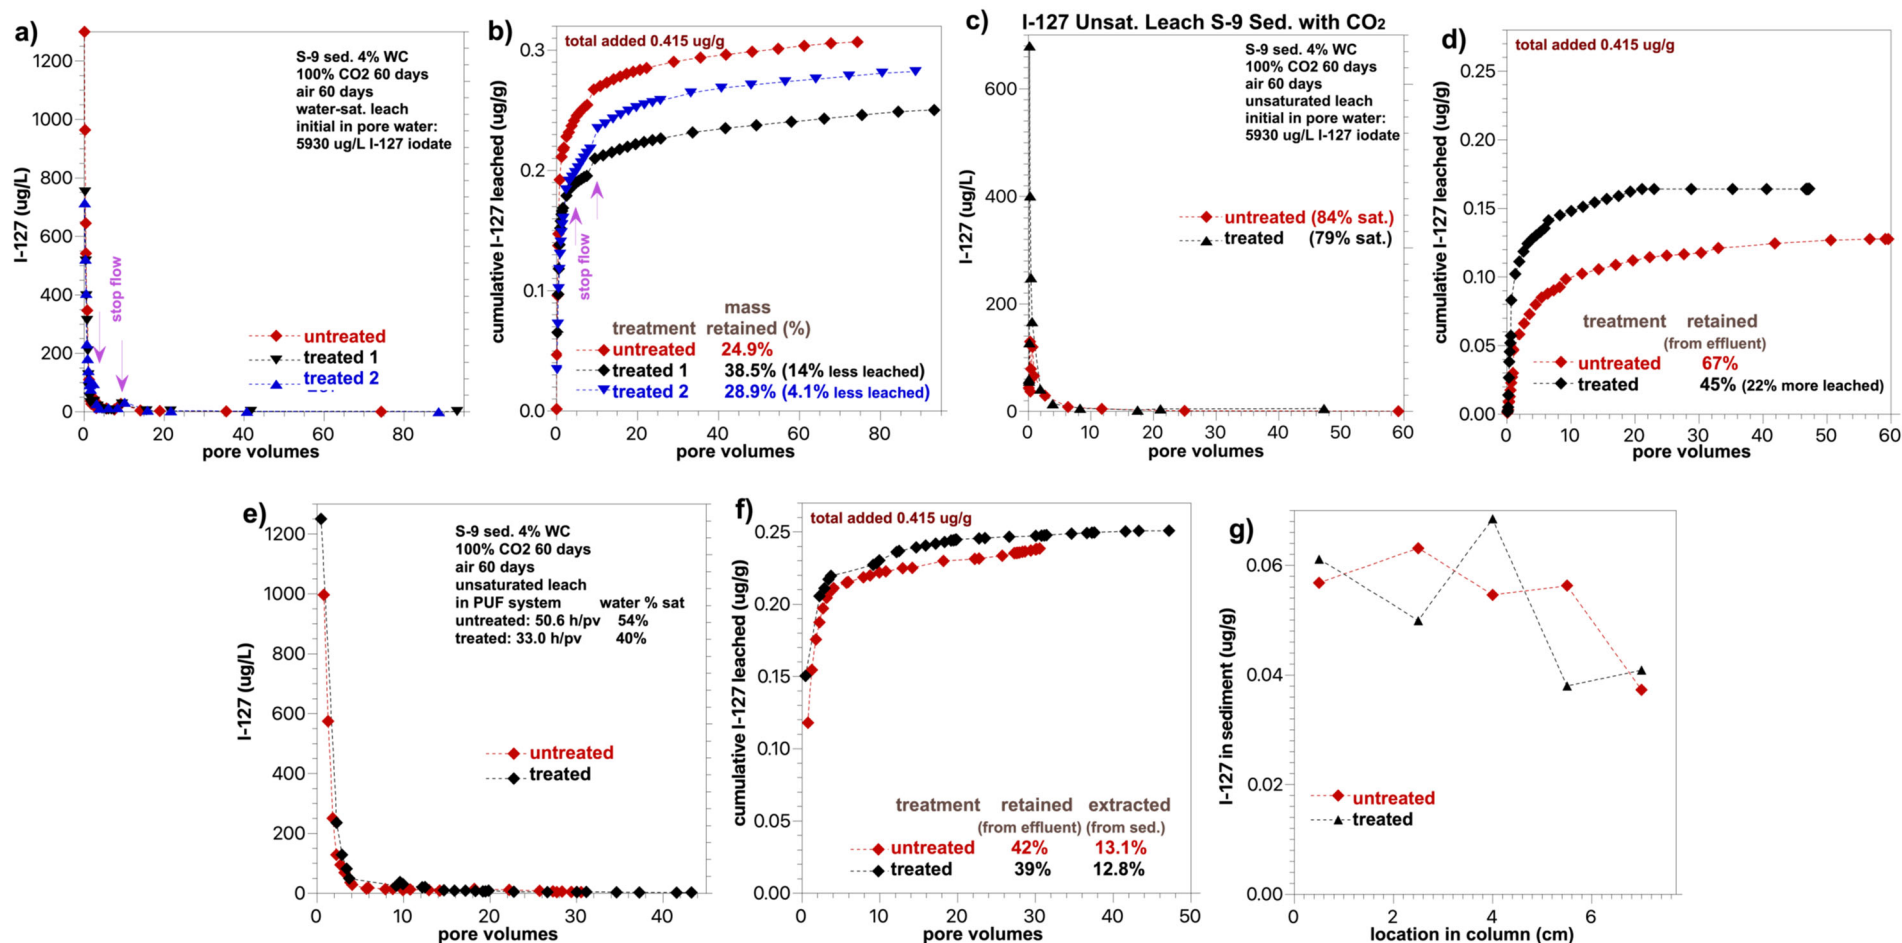 a)
S-9 sed. 4% WC
100% CO2 60 days
air 60 days
water-sat. leach
initial in pore water:
5930 ug/L I-127 iodate
I-127 (ug/L)
1200
1000
800
600
400
200
0
stop flow
untreated
treated 1
treated 2
0 20 40 60 80
pore volumes
b)
total added 0.415 ug/g
cumulative I-127 leached (ug/g)
0.3
0.2
0.1
0.0
stop flow
mass
treatment retained (%)
untreated 24.9%
treated 1 38.5% (14% less leached)
treated 2 28.9% (4.1% less leached)
0 20 40 60 80
pore volumes
c)
I-127 Unsat. Leach S-9 Sed. with CO2
S-9 sed. 4% WC
100% CO2 60 days
air 60 days
unsaturated leach
initial in pore water:
5930 ug/L I-127 iodate
I-127 (ug/L)
600
400
200
0
untreated (84% sat.)
treated (79% sat.)
0 10 20 30 40 50 60
pore volumes
d)
total added 0.415 ug/g
cumulative I-127 leached (ug/g)
0.25
0.20
0.15
0.10
0.05
0.00
treatment retained
(from effluent)
untreated 67%
treated 45% (22% more leached)
0 10 20 30 40 50 60
pore volumes
e)
S-9 sed. 4% WC
100% CO2 60 days
air 60 days
unsaturated leach
in PUF system water % sat
untreated: 50.6 h/pv 54%
treated: 33.0 h/pv 40%
I-127 (ug/L)
1200
1000
800
600
400
200
0
untreated
treated
0 10 20 30 40
pore volumes
f)
total added 0.415 ug/g
cumulative I-127 leached (ug/g)
0.25
0.20
0.15
0.10
0.05
0.00
treatment retained extracted
(from effluent) (from sed.)
untreated 42% 13.1%
treated 39% 12.8%
0 10 20 30 40 50
pore volumes
g)
I-127 in sediment (ug/g)
0.06
0.04
0.02
0.00
untreated
treated
0 2 4 6
location in column (cm)